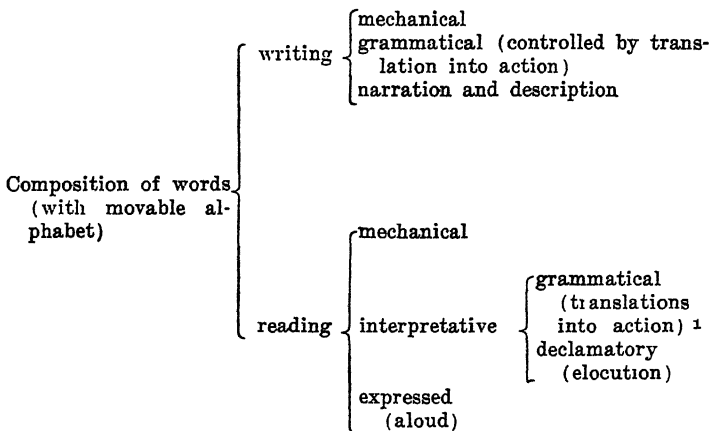 mechanical
writing
grammatical (controlled by trans-
lation into action)
narration and description
Composition of words
(with movable al-
phabet)
mechanical
reading
interpretative
grammatical
(translations
into action) 1
declamatory
(elocution)
expressed
(aloud)